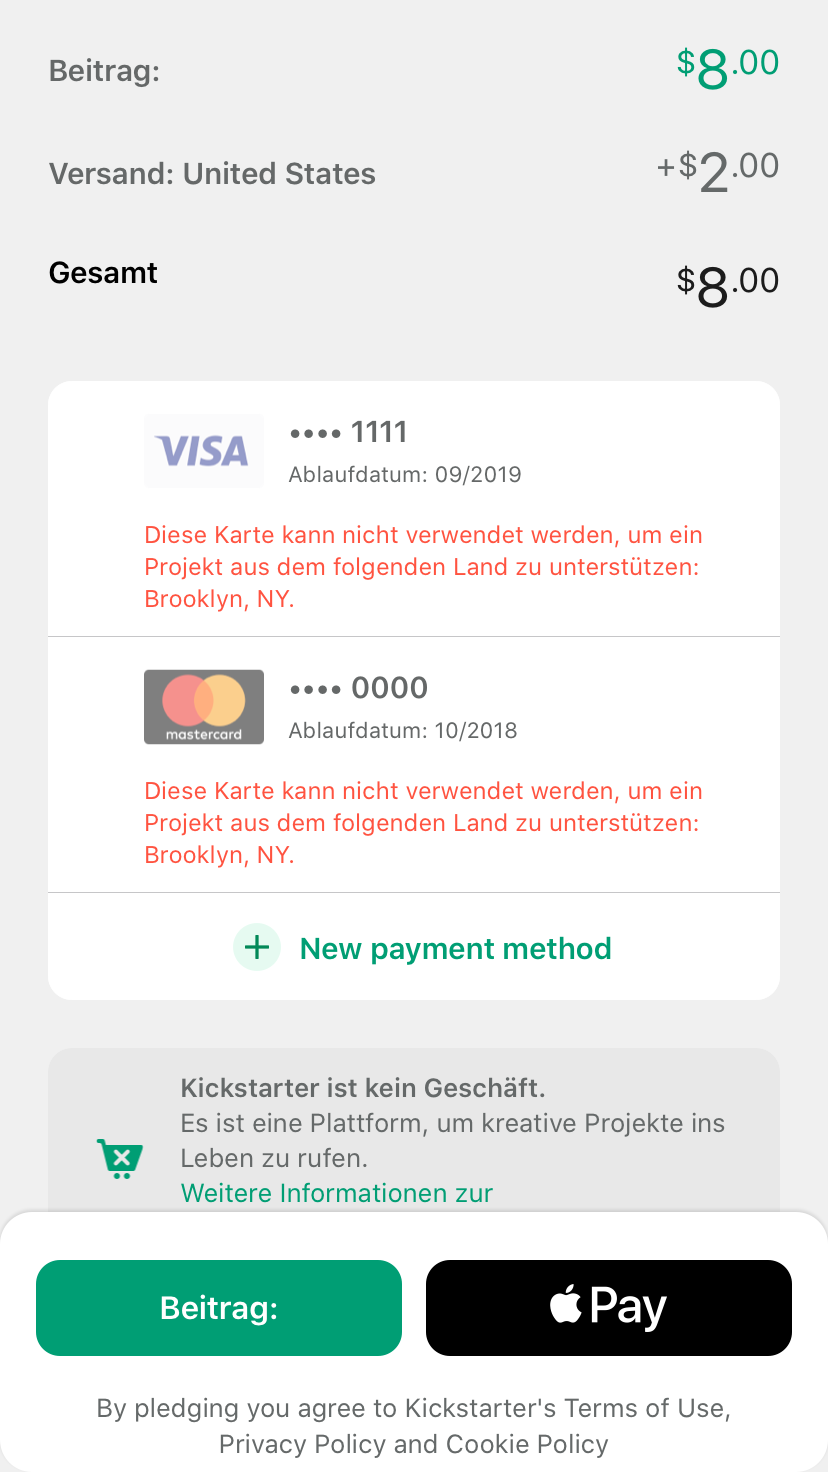 Beitrag: $8.00
Versand: United States +$2.00
Gesamt $8.00
VISA •••• 1111
Ablaufdatum: 09/2019
Diese Karte kann nicht verwendet werden, um ein
Projekt aus dem folgenden Land zu unterstützen:
Brooklyn, NY.
•••• 0000
mastercard Ablaufdatum: 10/2018
Diese Karte kann nicht verwendet werden, um ein
Projekt aus dem folgenden Land zu unterstützen:
Brooklyn, NY.
+ New payment method
Kickstarter ist kein Geschäft.
Es ist eine Plattform, um kreative Projekte ins
Leben zu rufen.
Weitere Informationen zur
Beitrag: Pay
By pledging you agree to Kickstarter's Terms of Use,
Privacy Policy and Cookie Policy